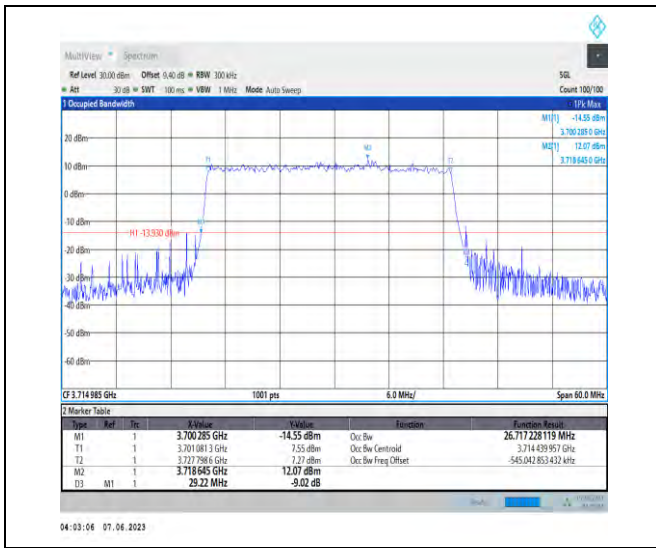 MultiView Spectrum
Ref Level 30.00 dBm Offset 9.40 dB RBW 300 kHz SGL
Att 30 dB SWT 100 ms VBW 1 MHz Mode Auto Sweep Count 100/100
1 Occupied Bandwidth 1Pk Max
M1[1] -14.55 dBm
3.700 285 0 GHz
M2[1] 12.07 dBm
3.718 645 0 GHz
20 dBm
T1 M2 T2
10 dBm
0 dBm
-10 dBm
H1 -13.930 dBm
-20 dBm
-30 dBm
-40 dBm
-50 dBm
-60 dBm
CF 3.714 985 GHz 1001 pts 6.0 MHz/ Span 60.0 MHz
2 Marker Table
Type Ref Trc X-Value Y-Value Function Function Result
M1 1 3.700 285 GHz -14.55 dBm Occ Bw 26.717 228 119 MHz
T1 1 3.701 081 3 GHz 7.55 dBm Occ Bw Centroid 3.714 439 957 GHz
T2 1 3.727 798 6 GHz 7.27 dBm Occ Bw Freq Offset -545.042 853 432 kHz
M2 1 3.718 645 GHz 12.07 dBm
D3 M1 1 29.22 MHz -9.02 dB
04:03:06 07.06.2023